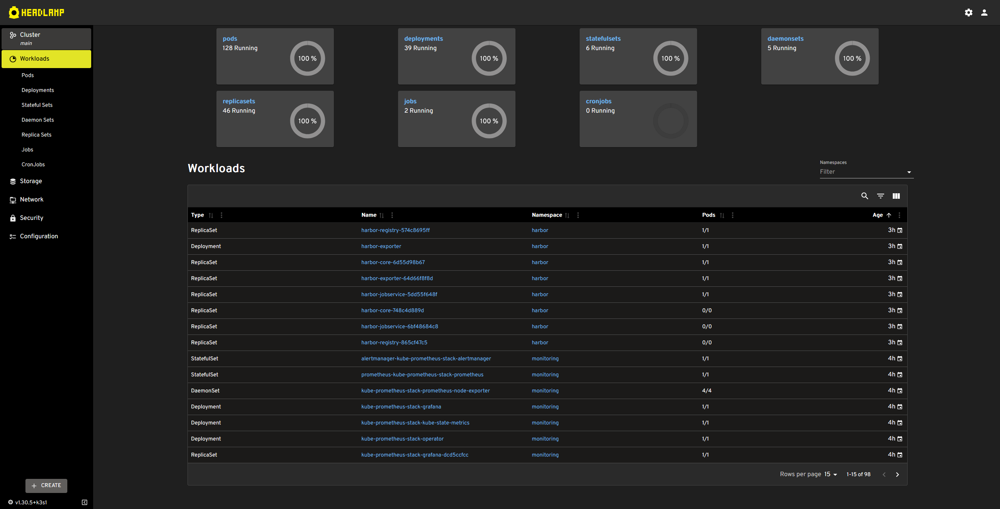 HEADLAMP
Cluster
main
Workloads
Pods
Deployments
Stateful Sets
Daemon Sets
Replica Sets
Jobs
CronJobs
Storage
Network
Security
Configuration
CREATE
v1.30.5+k3s1
pods
128 Running
100 %
deployments
39 Running
100 %
statefulsets
6 Running
100 %
daemonsets
5 Running
100 %
replicasets
46 Running
100 %
jobs
2 Running
100 %
cronjobs
0 Running
Workloads
Namespaces
Filter
Type Name Namespace Pods Age
ReplicaSet harbor-registry-574c8695ff harbor 1/1 3h
Deployment harbor-exporter harbor 1/1 3h
ReplicaSet harbor-core-6d55d98b67 harbor 1/1 3h
ReplicaSet harbor-exporter-64d66f8f8d harbor 1/1 3h
ReplicaSet harbor-jobservice-5dd55f648f harbor 1/1 3h
ReplicaSet harbor-core-748c4d889d harbor 0/0 3h
ReplicaSet harbor-jobservice-6bf48684c8 harbor 0/0 3h
ReplicaSet harbor-registry-865cf47c5 harbor 0/0 3h
StatefulSet alertmanager-kube-prometheus-stack-alertmanager monitoring 1/1 4h
StatefulSet prometheus-kube-prometheus-stack-prometheus monitoring 1/1 4h
DaemonSet kube-prometheus-stack-prometheus-node-exporter monitoring 4/4 4h
Deployment kube-prometheus-stack-grafana monitoring 1/1 4h
Deployment kube-prometheus-stack-kube-state-metrics monitoring 1/1 4h
Deployment kube-prometheus-stack-operator monitoring 1/1 4h
ReplicaSet kube-prometheus-stack-grafana-dcd5ccfcc monitoring 1/1 4h
Rows per page 15 1-15 of 98